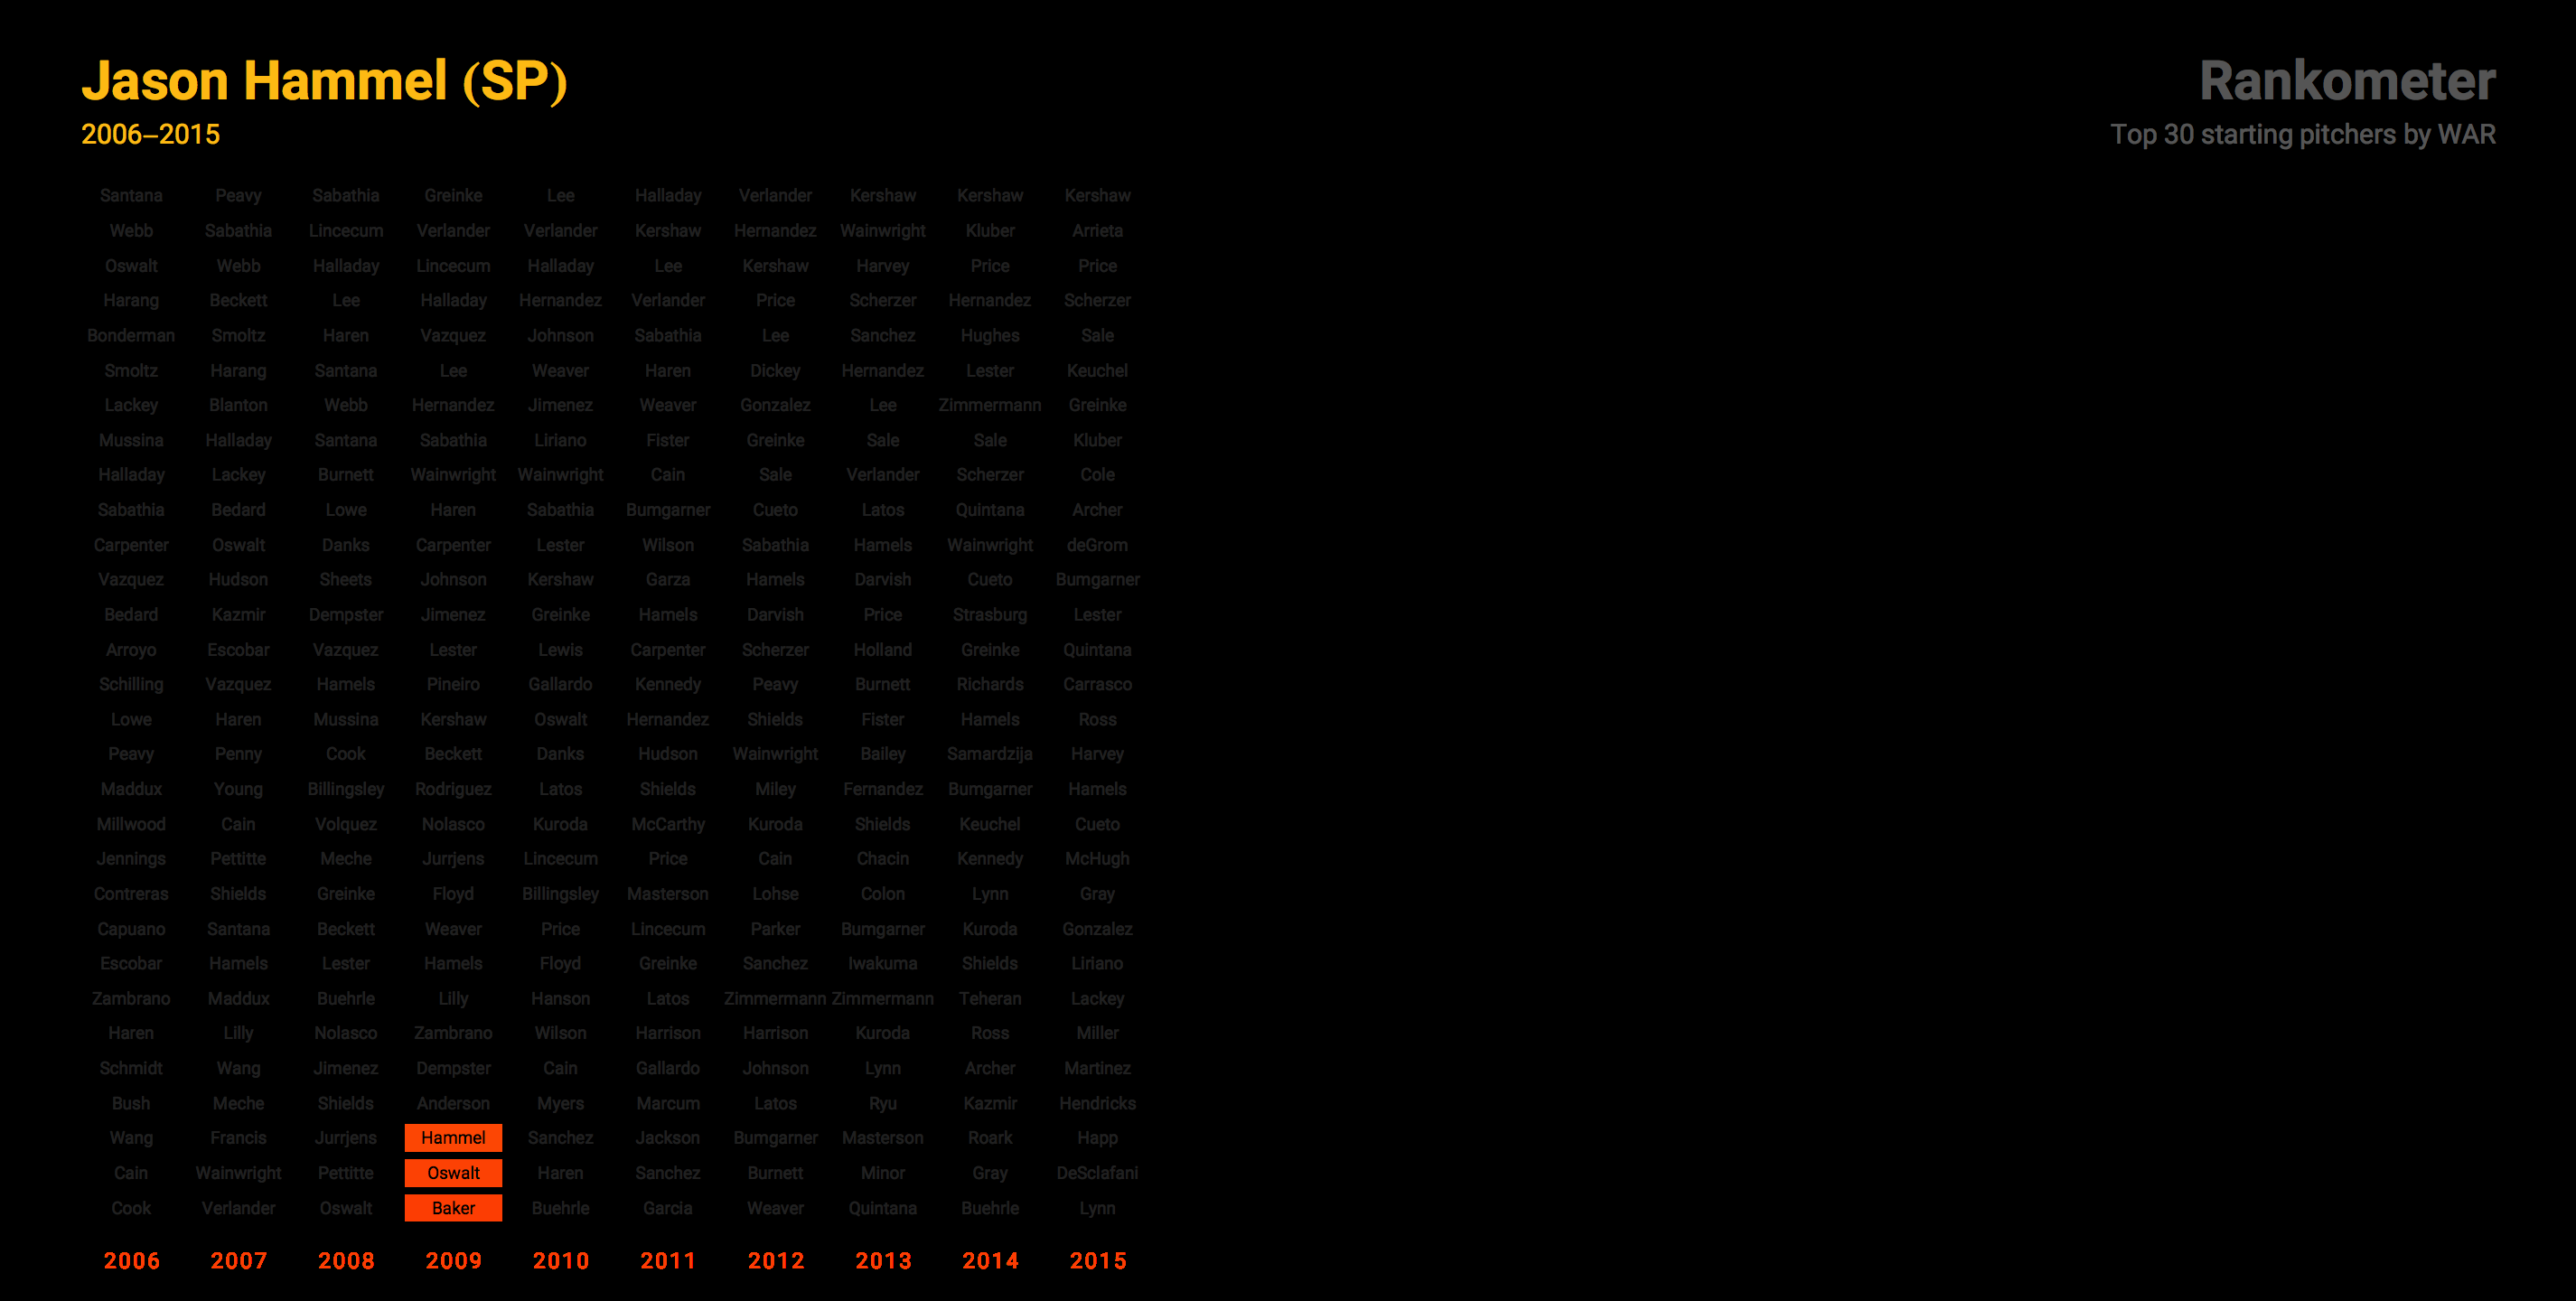 Jason Hammel (SP)
2006–2015
Rankometer
Top 30 starting pitchers by WAR
Santana Peavy Sabathia Greinke Lee Halladay Verlander Kershaw Kershaw Kershaw
Webb Sabathia Lincecum Verlander Verlander Kershaw Hernandez Wainwright Kluber Arrieta
Oswalt Webb Halladay Lincecum Halladay Lee Kershaw Harvey Price Price
Harang Beckett Lee Halladay Hernandez Verlander Price Scherzer Hernandez Scherzer
Bonderman Smoltz Haren Vazquez Johnson Sabathia Lee Sanchez Hughes Sale
Smoltz Harang Santana Lee Weaver Haren Dickey Hernandez Lester Keuchel
Lackey Blanton Webb Hernandez Jimenez Weaver Gonzalez Lee Zimmermann Greinke
Mussina Halladay Santana Sabathia Liriano Fister Greinke Sale Sale Kluber
Halladay Lackey Burnett Wainwright Wainwright Cain Sale Verlander Scherzer Cole
Sabathia Bedard Lowe Haren Sabathia Bumgarner Cueto Latos Quintana Archer
Carpenter Oswalt Danks Carpenter Lester Wilson Sabathia Hamels Wainwright deGrom
Vazquez Hudson Sheets Johnson Kershaw Garza Hamels Darvish Cueto Bumgarner
Bedard Kazmir Dempster Jimenez Greinke Hamels Darvish Price Strasburg Lester
Arroyo Escobar Vazquez Lester Lewis Carpenter Scherzer Holland Greinke Quintana
Schilling Vazquez Hamels Pineiro Gallardo Kennedy Peavy Burnett Richards Carrasco
Lowe Haren Mussina Kershaw Oswalt Hernandez Shields Fister Hamels Ross
Peavy Penny Cook Beckett Danks Hudson Wainwright Bailey Samardzija Harvey
Maddux Young Billingsley Rodriguez Latos Shields Miley Fernandez Bumgarner Hamels
Millwood Cain Volquez Nolasco Kuroda McCarthy Kuroda Shields Keuchel Cueto
Jennings Pettitte Meche Jurrjens Lincecum Price Cain Chacin Kennedy McHugh
Contreras Shields Greinke Floyd Billingsley Masterson Lohse Colon Lynn Gray
Capuano Santana Beckett Weaver Price Lincecum Parker Bumgarner Kuroda Gonzalez
Escobar Hamels Lester Hamels Floyd Greinke Sanchez Iwakuma Shields Liriano
Zambrano Maddux Buehrle Lilly Hanson Latos Zimmermann Zimmermann Teheran Lackey
Haren Lilly Nolasco Zambrano Wilson Harrison Harrison Kuroda Ross Miller
Schmidt Wang Jimenez Dempster Cain Gallardo Johnson Lynn Archer Martinez
Bush Meche Shields Anderson Myers Marcum Latos Ryu Kazmir Hendricks
Wang Francis Jurrjens Hammel Sanchez Jackson Bumgarner Masterson Roark Happ
Cain Wainwright Pettitte Oswalt Haren Sanchez Burnett Minor Gray DeSclafani
Cook Verlander Oswalt Baker Buehrle Garcia Weaver Quintana Buehrle Lynn
2006 2007 2008 2009 2010 2011 2012 2013 2014 2015